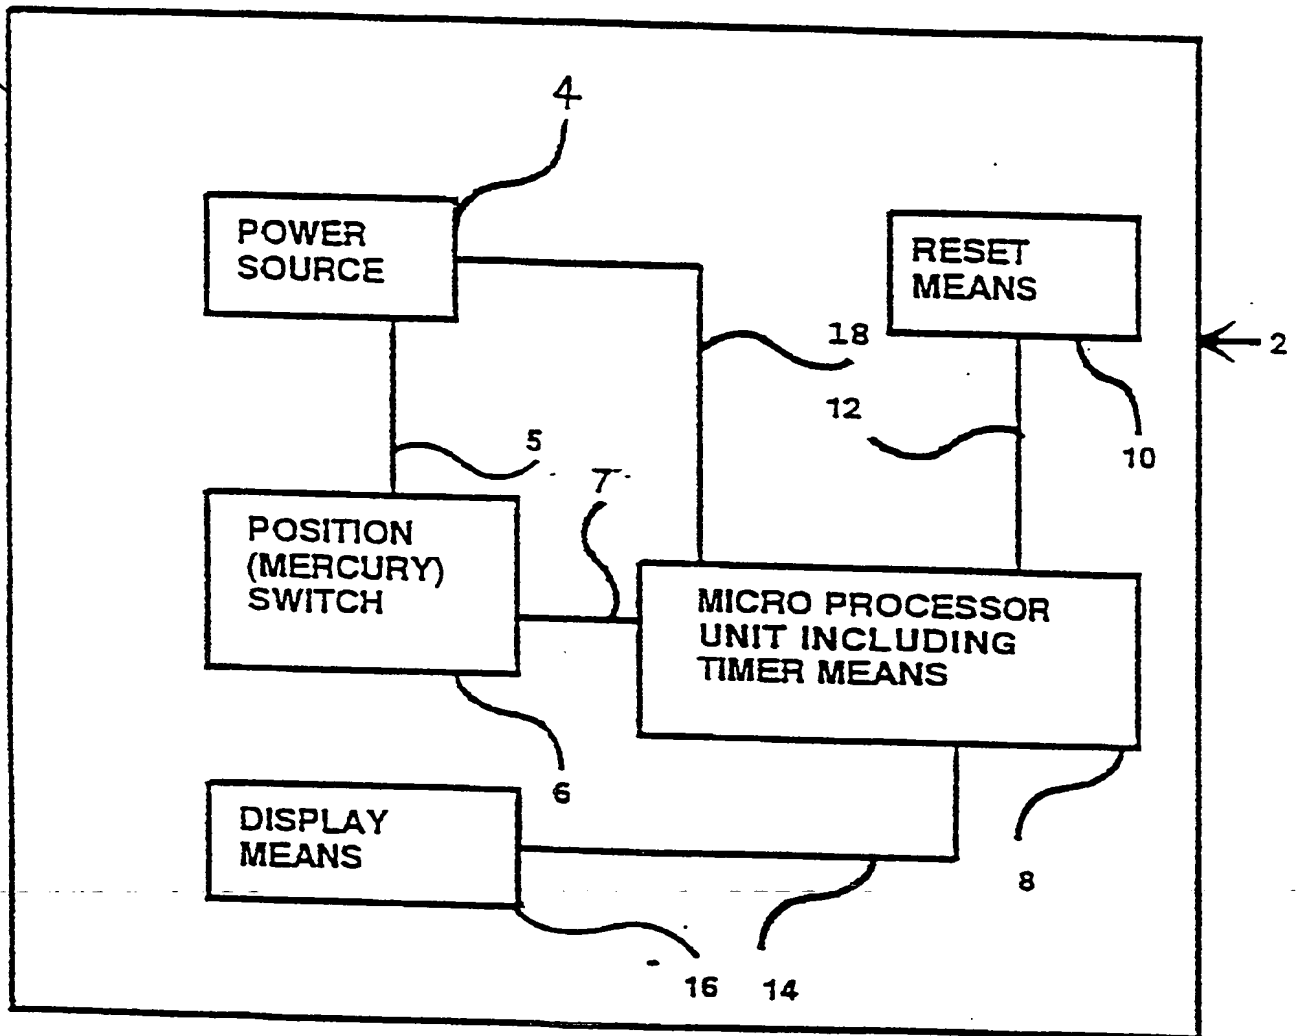 4
POWER
SOURCE
RESET
MEANS
18
2
12
5
10
7
POSITION
(MERCURY)
SWITCH
MICRO PROCESSOR
UNIT INCLUDING
TIMER MEANS
6
DISPLAY
MEANS
8
16
14